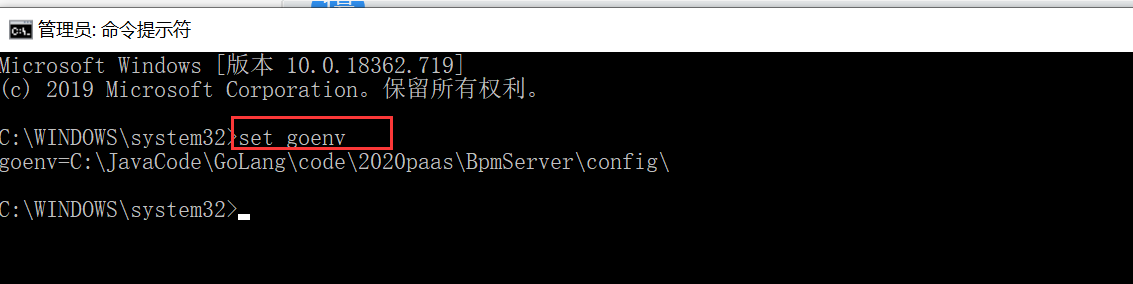 管理员: 命令提示符
Microsoft Windows [版本 10.0.18362.719]
(c) 2019 Microsoft Corporation。保留所有权利。
C:\WINDOWS\system32>set goenv
goenv=C:\JavaCode\GoLang\code\2020paas\BpmServer\config\
C:\WINDOWS\system32>